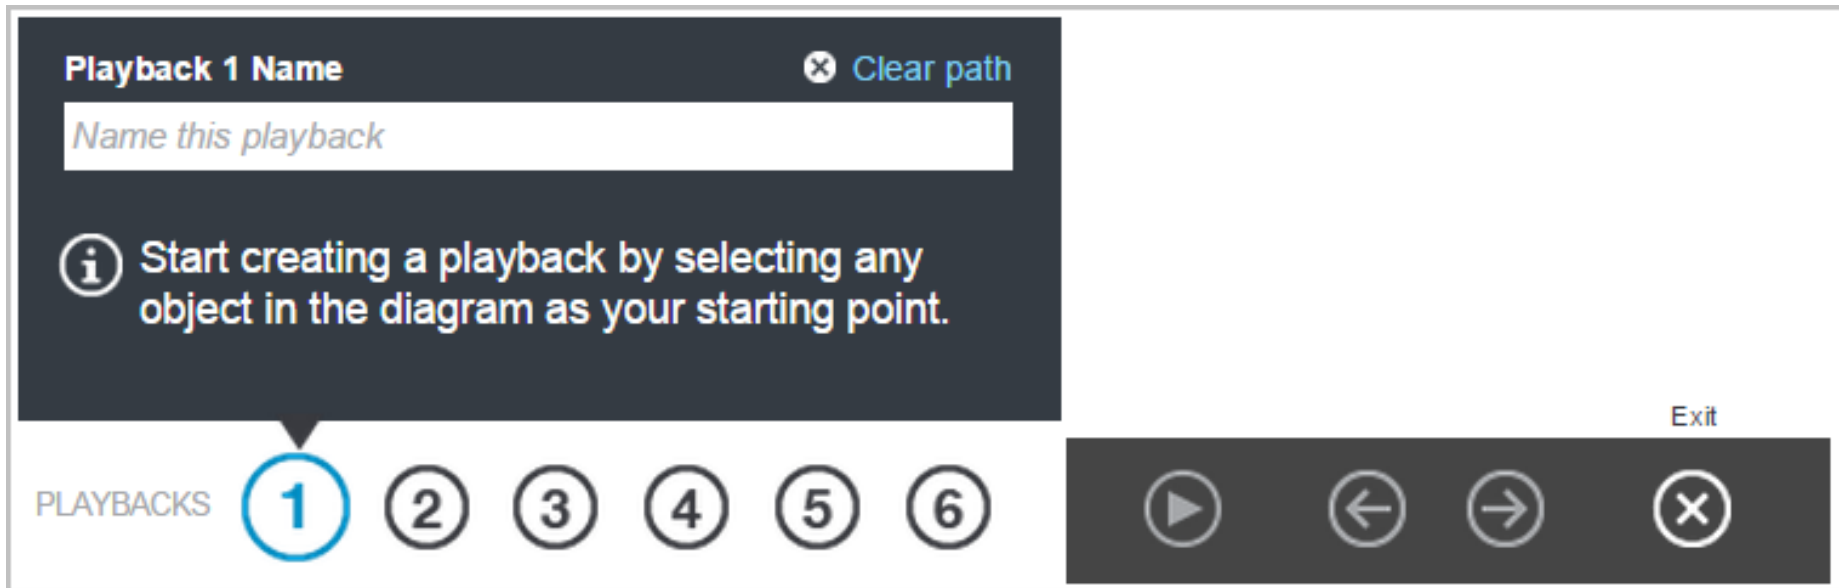 Playback 1 Name
Clear path
Name this playback
Start creating a playback by selecting any
object in the diagram as your starting point.
Exit
PLAYBACKS 1 2 3 4 5 6